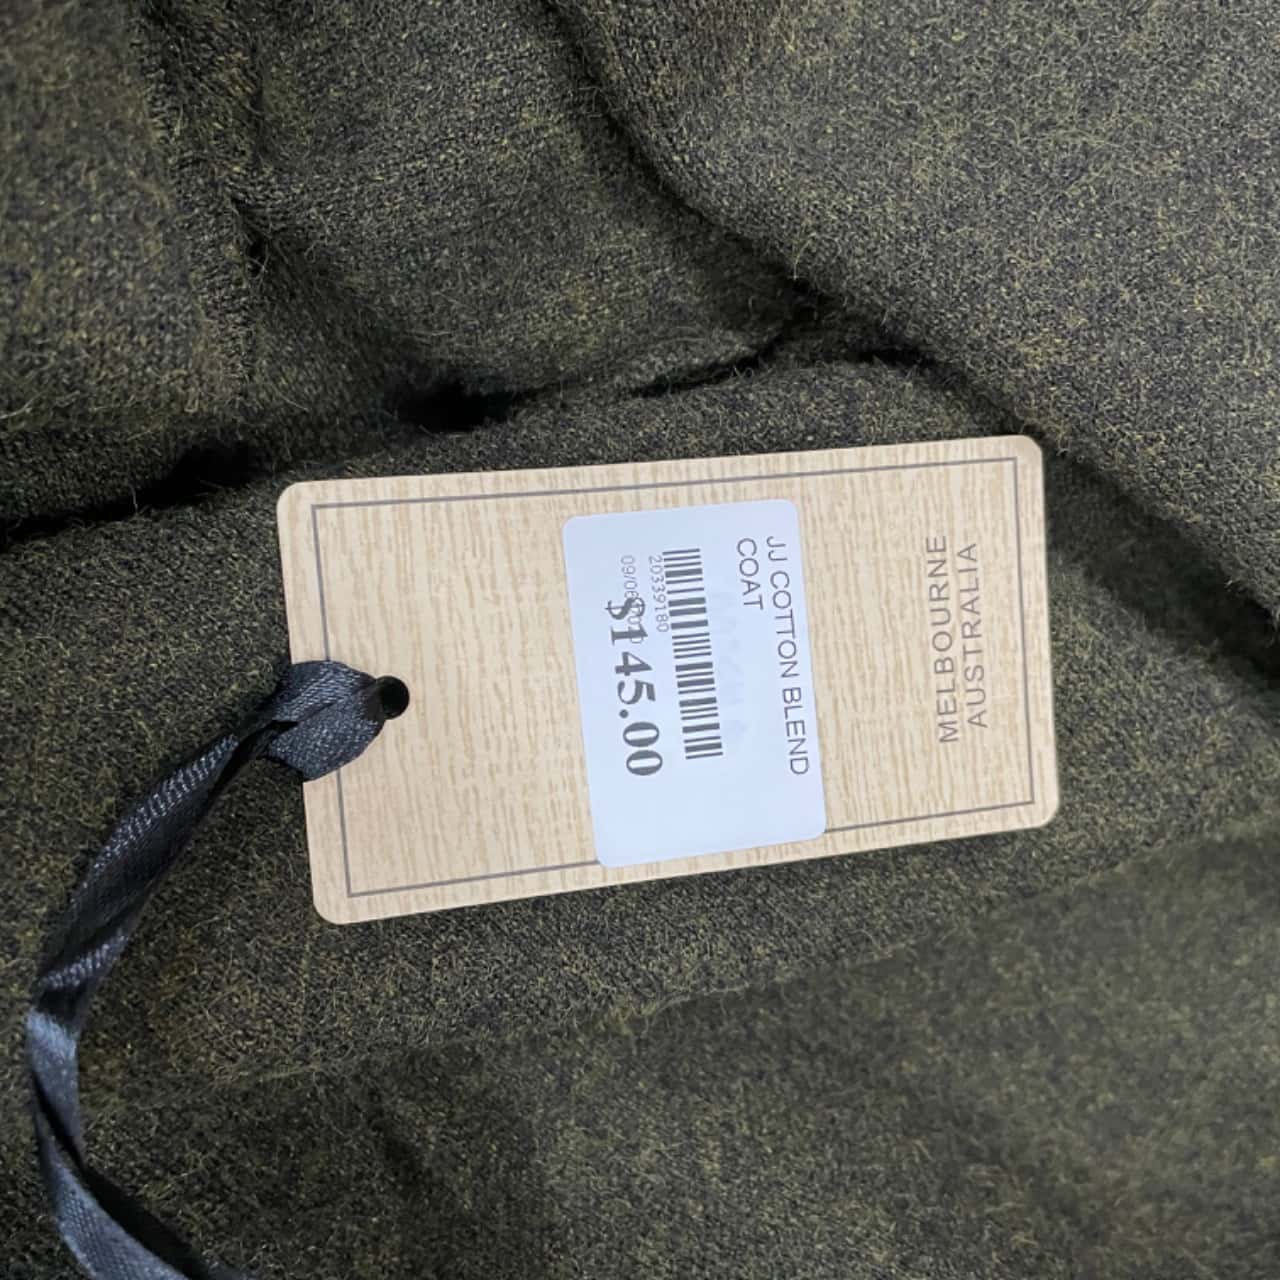 JJ COTTON BLEND
COAT
20339180
$145.00
MELBOURNE
AUSTRALIA